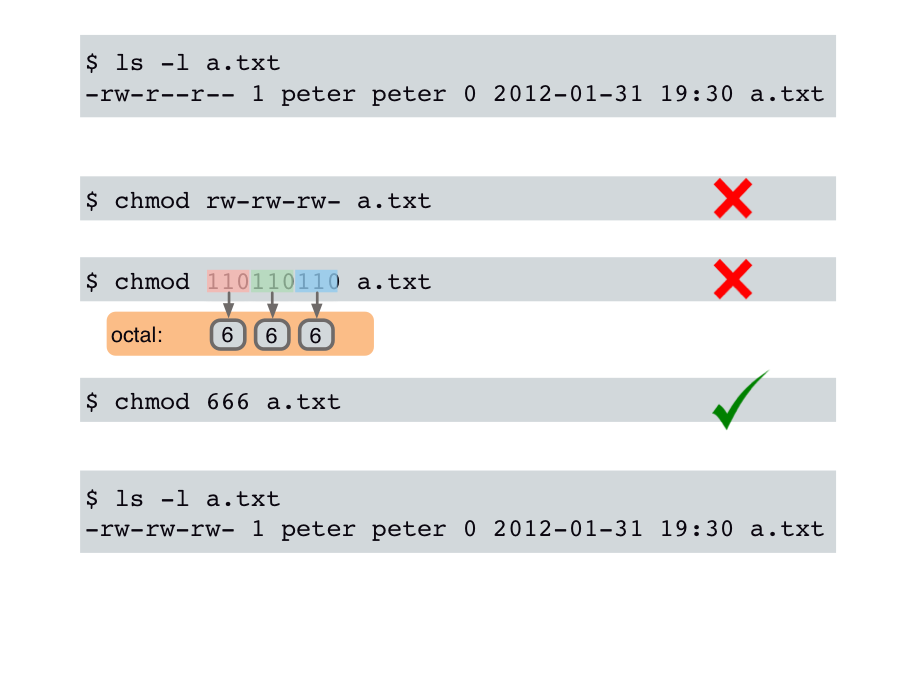 $ ls -l a.txt
-rw-r--r-- 1 peter peter 0 2012-01-31 19:30 a.txt
$ chmod rw-rw-rw- a.txt
$ chmod 110110110 a.txt
octal: 6 6 6
$ chmod 666 a.txt
$ ls -l a.txt
-rw-rw-rw- 1 peter peter 0 2012-01-31 19:30 a.txt